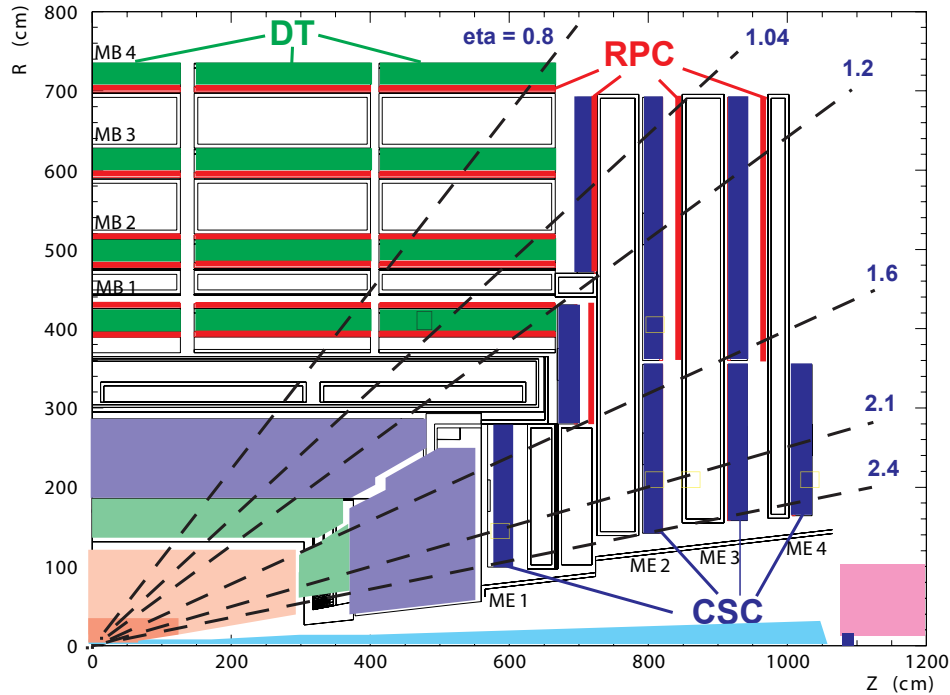 R (cm)
800
700
600
500
400
300
200
100
0
MB 4
DT
eta = 0.8
1.04
RPC
1.2
MB 3
MB 2
MB 1
1.6
2.1
2.4
ME 1
ME 2
ME 3
ME 4
CSC
0
200
400
600
800
1000
1200
Z (cm)